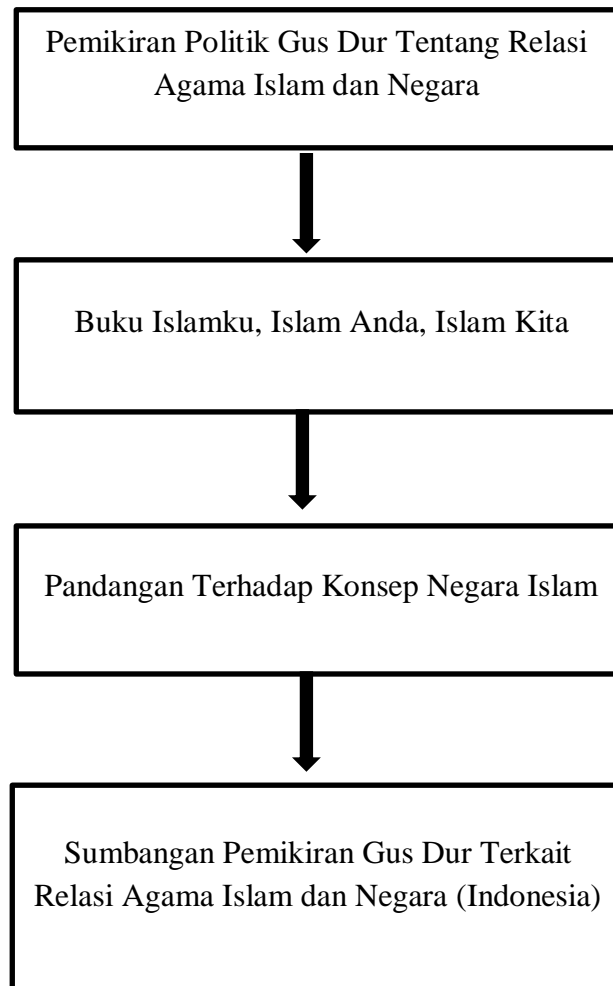 Pemikiran Politik Gus Dur Tentang Relasi
Agama Islam dan Negara
Buku Islamku, Islam Anda, Islam Kita
Pandangan Terhadap Konsep Negara Islam
Sumbangan Pemikiran Gus Dur Terkait
Relasi Agama Islam dan Negara (Indonesia)